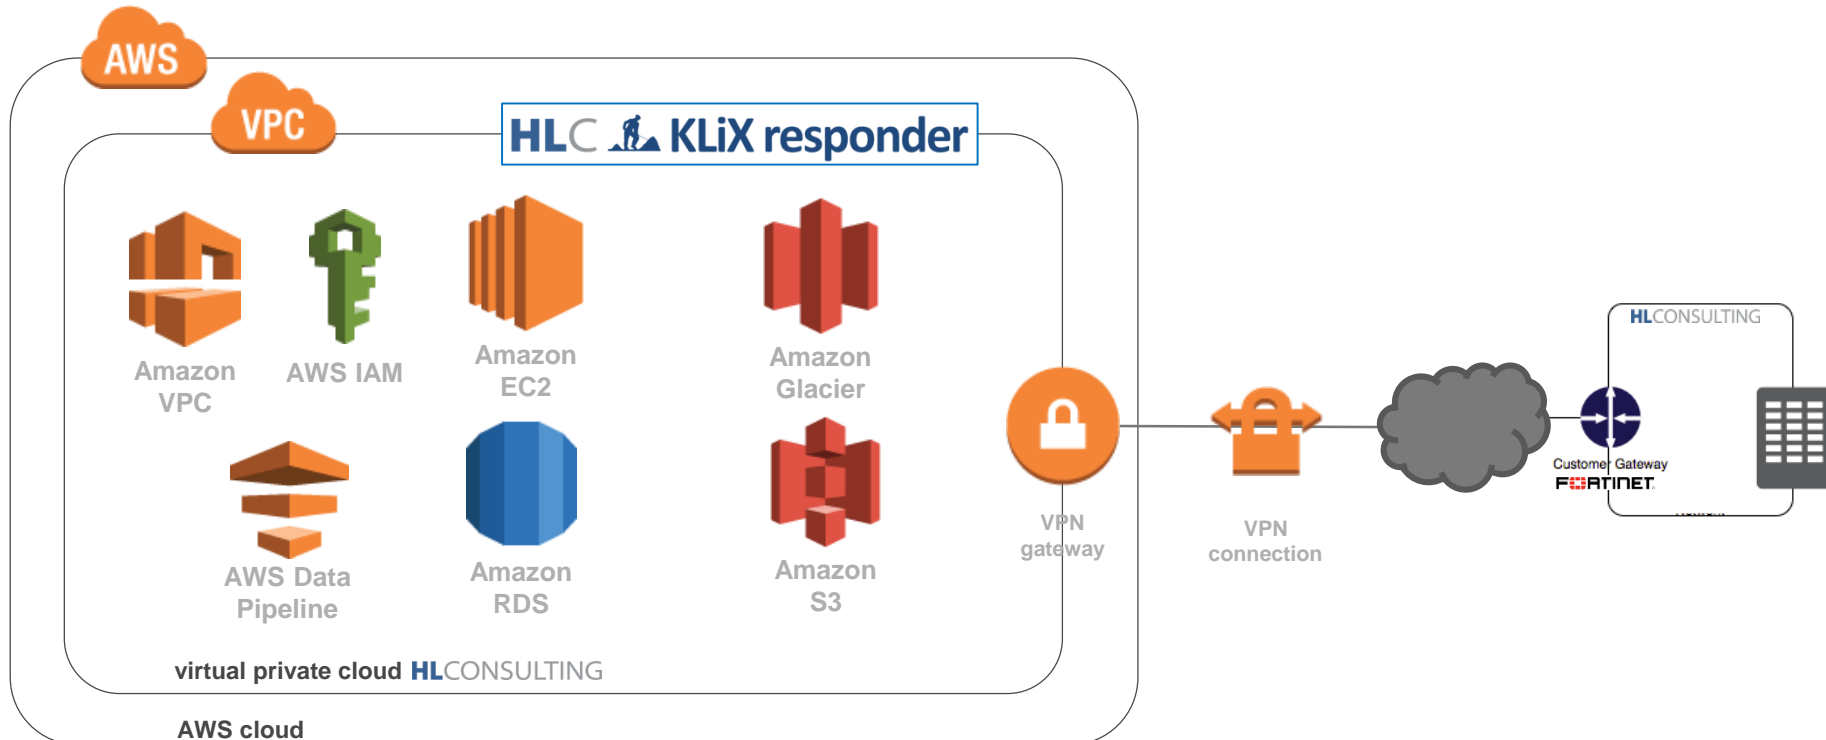 AWS
VPC
HLC KLiX responder
Amazon
VPC
AWS IAM
Amazon
EC2
Amazon
Glacier
AWS Data
Pipeline
Amazon
RDS
Amazon
S3
VPN
gateway
VPN
connection
HLCONSULTING
Customer Gateway
FORTINET
virtual private cloud HLCONSULTING
AWS cloud